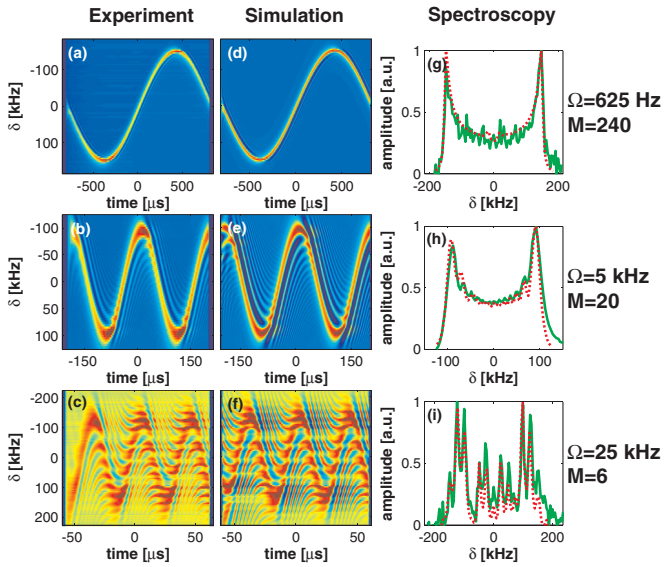 Experiment Simulation Spectroscopy
(a) (d) (g)
δ [kHz]
-100
0
100
-500 0 500
time [μs]
-500 0 500
time [μs]
amplitude [a.u.]
1
0.5
0
-200 0 200
δ [kHz]
Ω=625 Hz
M=240
(b) (e) (h)
δ [kHz]
-100
-50
0
50
100
-150 0 150
time [μs]
-150 0 150
time [μs]
amplitude [a.u.]
1
0.5
0
-100 0 100
δ [kHz]
Ω=5 kHz
M=20
(c) (f) (i)
δ [kHz]
-200
-100
0
100
200
-50 0 50
time [μs]
-50 0 50
time [μs]
amplitude [a.u.]
1
0.5
0
-200 0 200
δ [kHz]
Ω=25 kHz
M=6